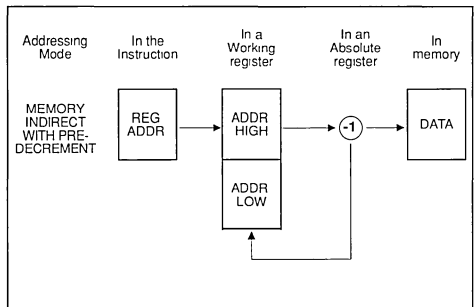 Addressing
Mode
In the
Instruction
In a
Working
register
In an
Absolute
register
In
memory
MEMORY
INDIRECT
WITH PRE-
DECREMENT
REG
ADDR
ADDR
HIGH
-1
DATA
ADDR
LOW